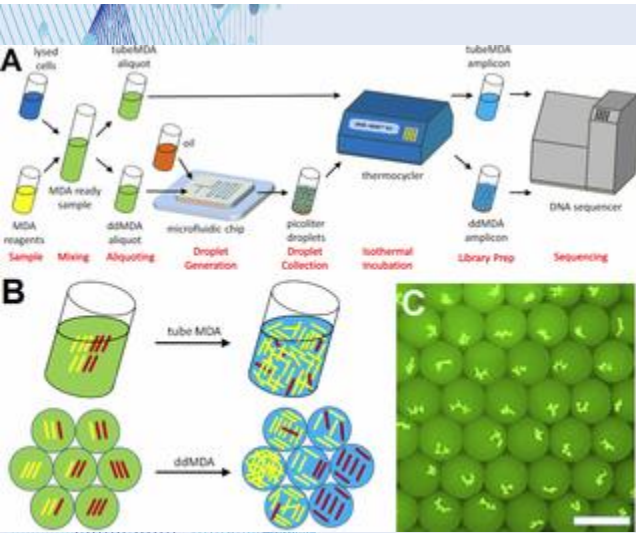 A
lysed
cells
tubeMDA
aliquot
tubeMDA
amplicon
oil
MDA ready
sample
thermocycler
MDA
reagents
ddMDA
aliquot
microfluidic chip
picoliter
droplets
ddMDA
amplicon
DNA sequencer
Sample
Mixing
Aliquoting
Droplet
Generation
Droplet
Collection
Isothermal
Incubation
Library Prep
Sequencing
B
tube MDA
ddMDA
C